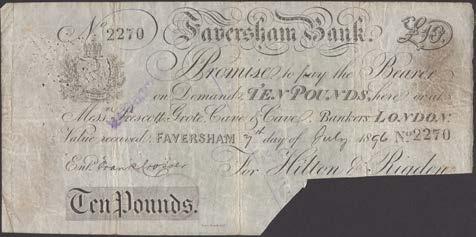 No 2270 Faversham Bank. £10.
I Promise to pay the Bearer
on Demand TEN POUNDS, here or at
Messrs Prescott, Grote, Cave & Cave, Bankers LONDON.
Value received FAVERSHAM 7th day of July 1896 No 2270
Entd For Hilton & Rigden
Ten Pounds.